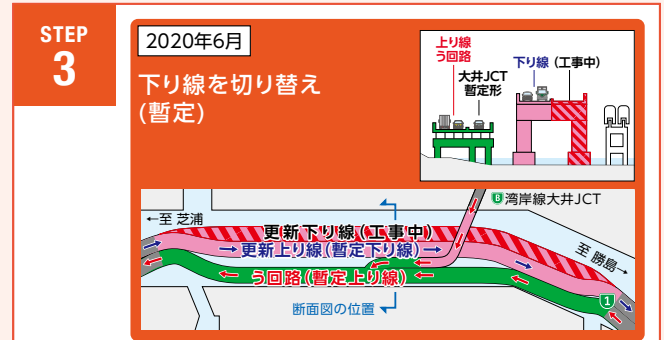 STEP
3
2020年6月
下り線を切り替え
(暫定)
上り線
う回路
大井JCT
暫定形
下り線(工事中)
B湾岸線大井JCT
←至 芝浦
更新下り線(工事中)
更新上り線(暫定下り線)
う回路(暫定上り線)
至 勝島→
断面図の位置
1